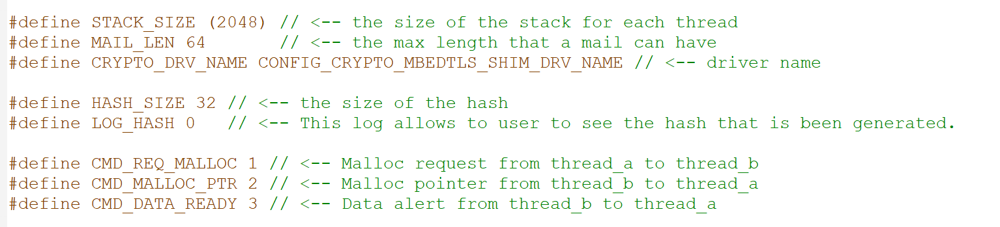 #define STACK_SIZE (2048) // <-- the size of the stack for each thread
#define MAIL_LEN 64       // <-- the max length that a mail can have
#define CRYPTO_DRV_NAME CONFIG_CRYPTO_MBEDTLS_SHIM_DRV_NAME // <-- driver name
#define HASH_SIZE 32 // <-- the size of the hash
#define LOG_HASH 0   // <-- This log allows to user to see the hash that is been generated.
#define CMD_REQ_MALLOC 1 // <-- Malloc request from thread_a to thread_b
#define CMD_MALLOC_PTR 2 // <-- Malloc pointer from thread_b to thread_a
#define CMD_DATA_READY 3 // <-- Data alert from thread_b to thread_a